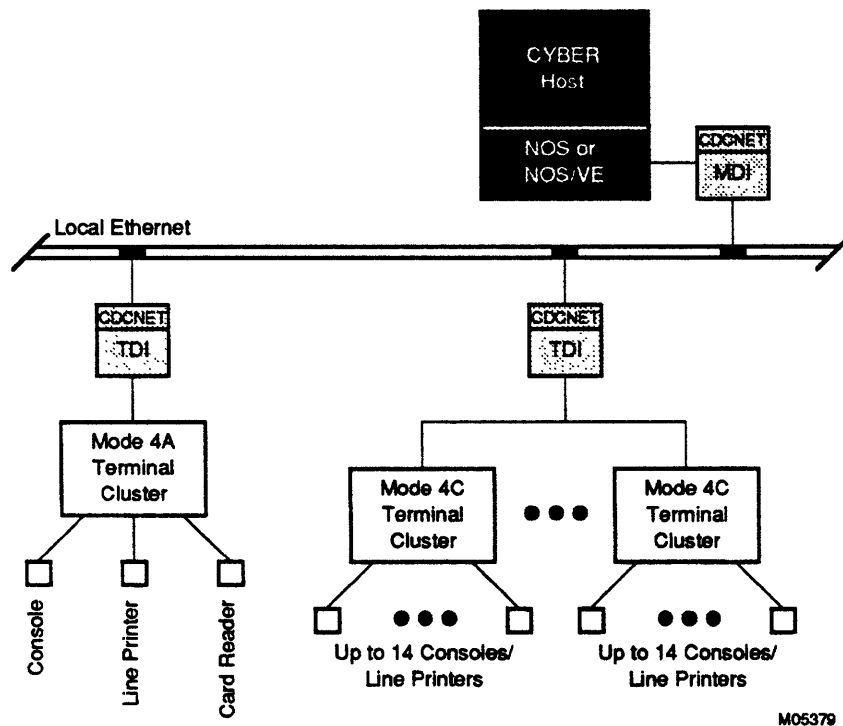 CYBER
Host
NOS or
NOS/VE
CDCNET
MDI
Local Ethernet
CDCNET
TDI
CDCNET
TDI
Mode 4A
Terminal
Cluster
Mode 4C
Terminal
Cluster
Mode 4C
Terminal
Cluster
Console
Line Printer
Card Reader
Up to 14 Consoles/
Line Printers
Up to 14 Consoles/
Line Printers
M05379